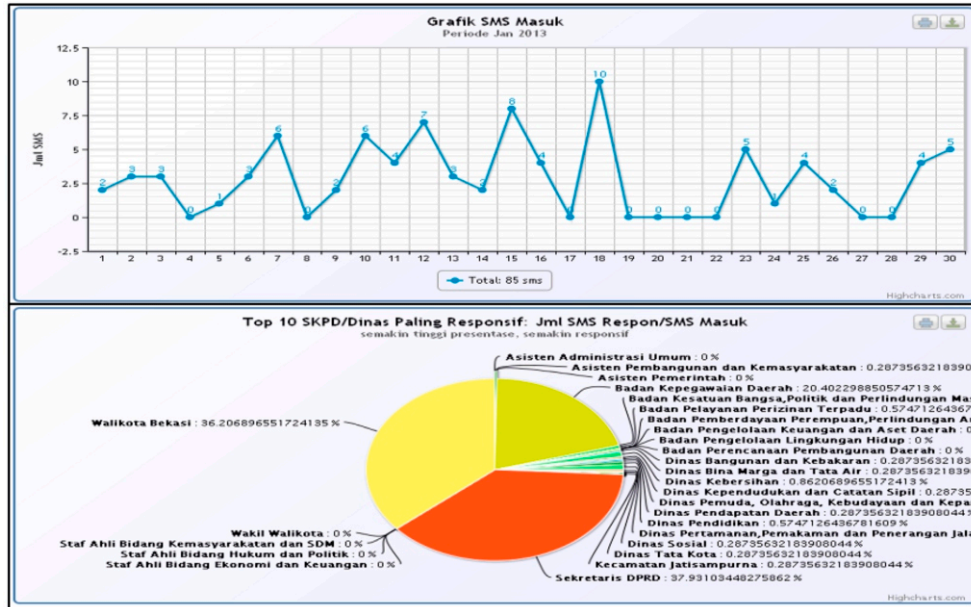 Grafik SMS Masuk
Periode Jan 2013
12.5
10
7.5
5
2.5
0
-2.5
Jml SMS
2 3 3 0 1 3 6 0 2 6 4 7 3 2 8 4 0 10 0 0 0 0 5 1 4 2 0 0 4 5
1 2 3 4 5 6 7 8 9 10 11 12 13 14 15 16 17 18 19 20 21 22 23 24 25 26 27 28 29 30
Total: 85 sms
Highcharts.com
Top 10 SKPD/Dinas Paling Responsif: Jml SMS Respon/SMS Masuk
semakin tinggi presentase, semakin responsif
Asisten Administrasi Umum : 0 %
Asisten Pembangunan dan Kemasyarakatan : 0.2873563218390
Asisten Pemerintah : 0 %
Badan Kepegawaian Daerah : 20.402298850574713 %
Badan Kesatuan Bangsa,Politik dan Perlindungan Mas
Badan Pelayanan Perizinan Terpadu : 0.57471264367
Badan Pemberdayaan Perempuan,Perlindungan A
Badan Pengelolaan Keuangan dan Aset Daerah : 0
Badan Pengelolaan Lingkungan Hidup : 0 %
Badan Perencanaan Pembangunan Daerah : 0 %
Dinas Bangunan dan Kebakaran : 0.28735632183
Dinas Bina Marga dan Tata Air : 0.2873563218390
Dinas Kebersihan : 0.8620689655172413 %
Dinas Kependudukan dan Catatan Sipil : 0.2873
Dinas Pemuda, Olahraga, Kebudayaan dan Kepa
Dinas Pendapatan Daerah : 0.28735632183908044 %
Dinas Pendidikan : 0.5747126436781609 %
Dinas Pertamanan,Pemakaman dan Penerangan Jala
Dinas Sosial : 0.28735632183908044 %
Dinas Tata Kota : 0.28735632183908044 %
Kecamatan Jatisampurna : 0.28735632183908044 %
Sekretaris DPRD : 37.93103448275862 %
Staf Ahli Bidang Ekonomi dan Keuangan : 0 %
Staf Ahli Bidang Hukum dan Politik : 0 %
Staf Ahli Bidang Kemasyarakatan dan SDM : 0 %
Wakil Walikota : 0 %
Walikota Bekasi : 36.206896551724135 %
Highcharts.com